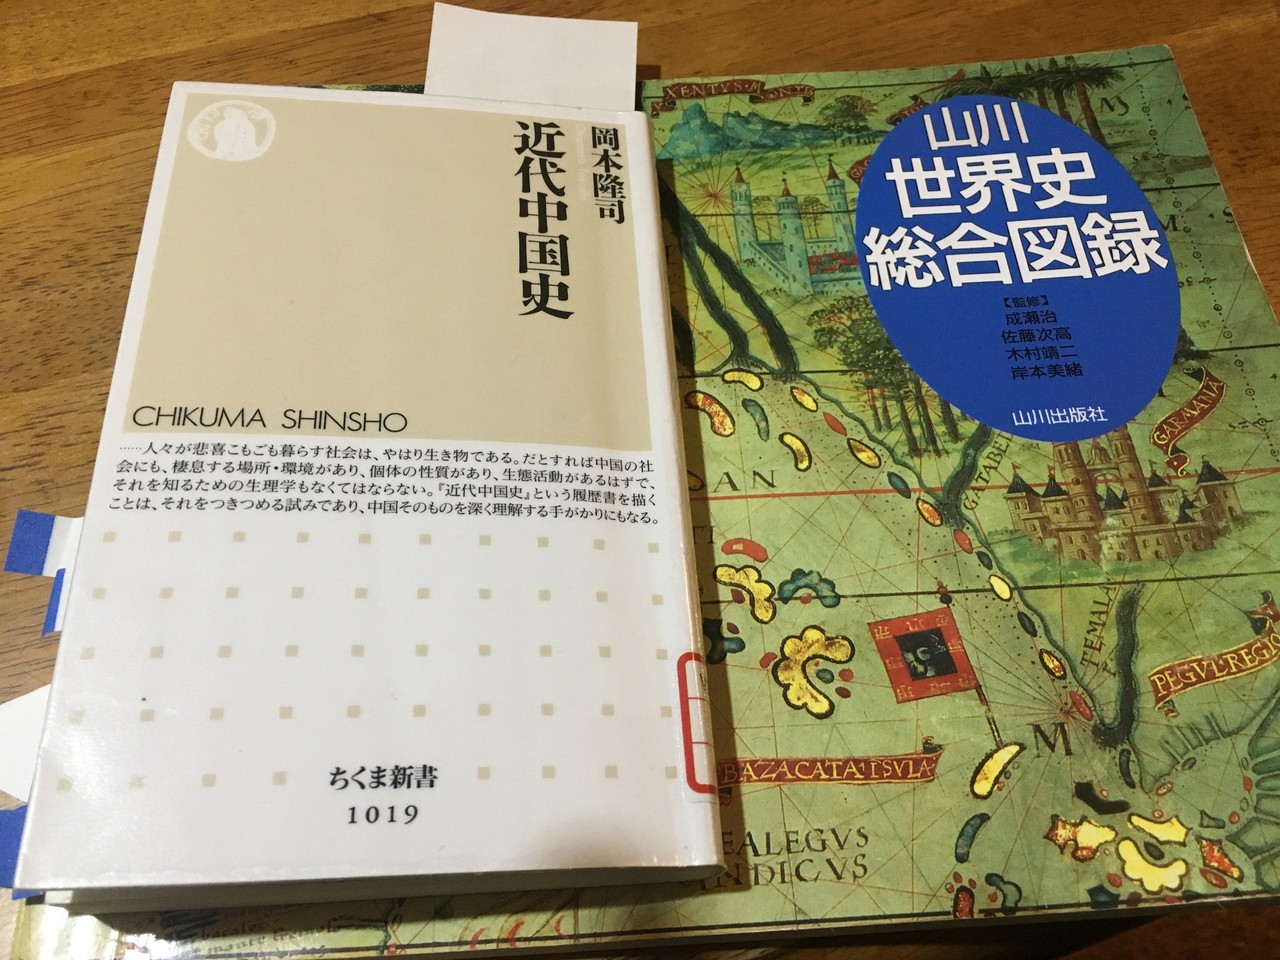 岡本隆司
近代中国史
CHIKUMA SHINSHO
……人々が悲喜こもごも暮らす社会は、やはり生き物である。だとすれば中国の社
会にも、棲息する場所・環境があり、個体の性質があり、生態活動があるはずで、
それを知るための生理学もなくてはならない。『近代中国史』という履歴書を描く
ことは、それをつきつめる試みであり、中国そのものを深く理解する手がかりにもなる。
ちくま新書
1019
山川
世界史
総合図録
【監修】
成瀬治
佐藤次高
木村靖二
岸本美緒
山川出版社
GARMANA
SAN
GATABE
TEMALA
PEGVI·REGIO
M
BAZACATA·ISVLA
EALEGVS
INDICVS